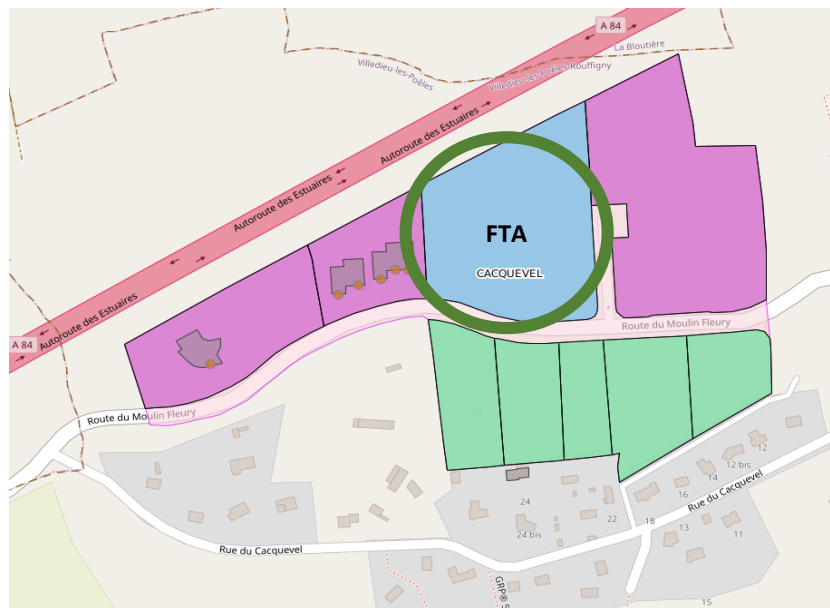 A 84
La Bloutière
Villedieu-les-Poêles
Villedieu-les-Poêles-Rouffigny
Autoroute des Estuaires
Autoroute des Estuaires
FTA
CACQUEVEL
Autoroute des Estuaires
Route du Moulin Fleury
A 84
Route du Moulin Fleury
12
12 bis
14
16
Rue du Cacquevel
24
22
18
13
11
24 bis
Rue du Cacquevel
15